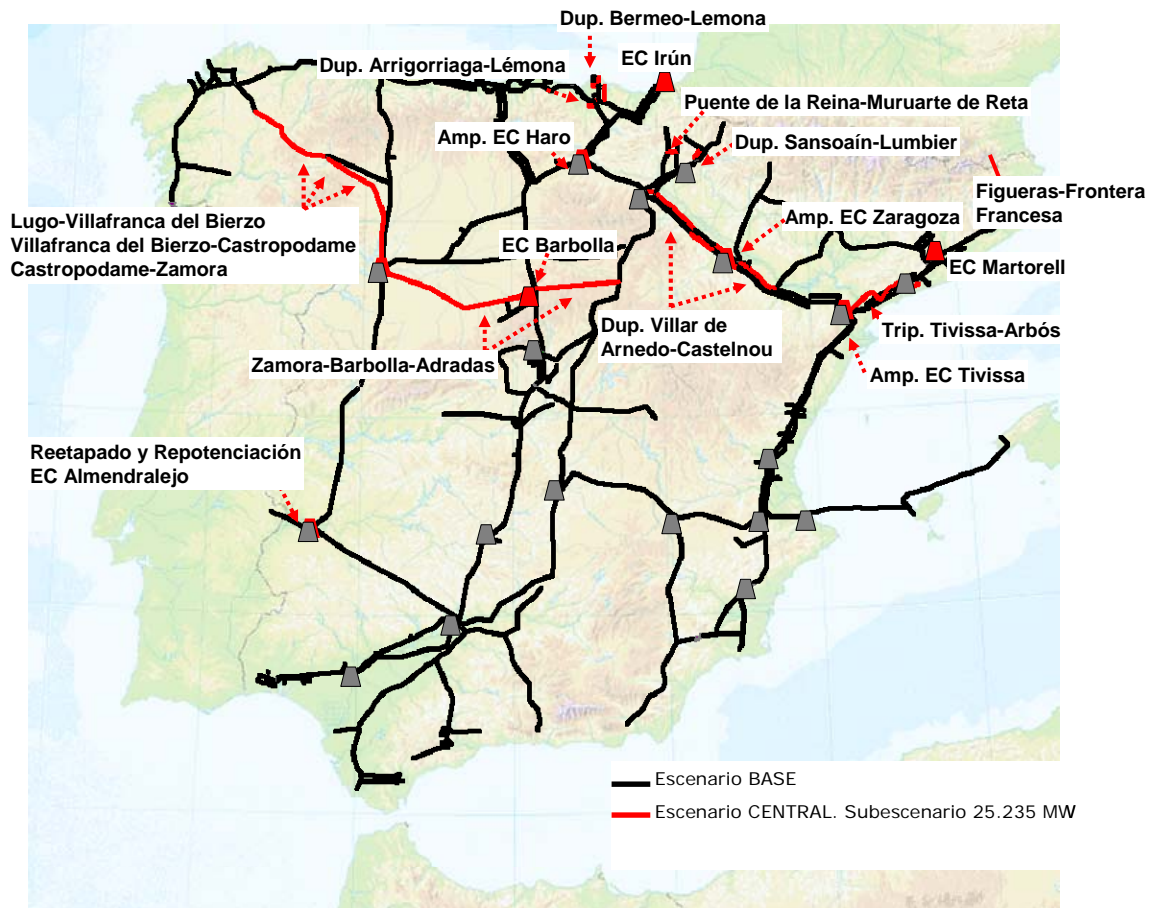 Dup. Bermeo-Lemona
EC Irún
Dup. Arrigorriaga-Lémona
Puente de la Reina-Muruarte de Reta
Amp. EC Haro
Dup. Sansoaín-Lumbier
Figueras-Frontera
Francesa
Lugo-Villafranca del Bierzo
Villafranca del Bierzo-Castropodame
Castropodame-Zamora
Amp. EC Zaragoza
EC Barbolla
EC Martorell
Dup. Villar de
Arnedo-Castelnou
Trip. Tivissa-Arbós
Zamora-Barbolla-Adradas
Amp. EC Tivissa
Reetapado y Repotenciación
EC Almendralejo
Escenario BASE
Escenario CENTRAL. Subescenario 25.235 MW